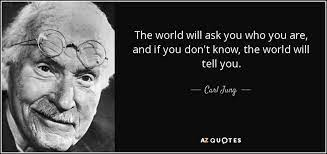 The world will ask you who you are,
and if you don't know, the world will
tell you.
— Carl Jung —
AZ QUOTES